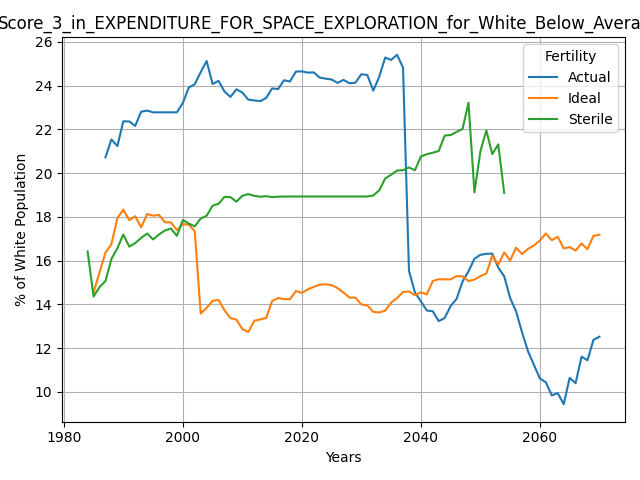 Score_3_in_EXPENDITURE_FOR_SPACE_EXPLORATION_for_White_Below_Avera
Fertility
Actual
Ideal
Sterile
% of White Population
26
24
22
20
18
16
14
12
10
1980
2000
2020
2040
2060
Years